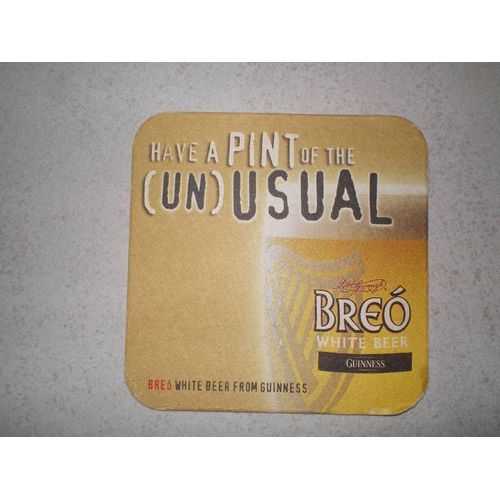 HAVE A PINT OF THE
(UN)USUAL
BREÓ
WHITE BEER
GUINNESS
BREÓ WHITE BEER FROM GUINNESS